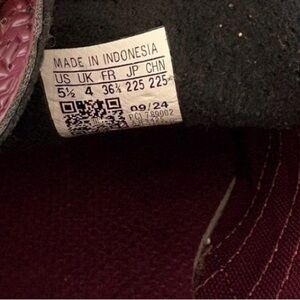 MADE IN INDONESIA
US UK FR JP CHN
5½ 4 36⅔ 225 225
09/24